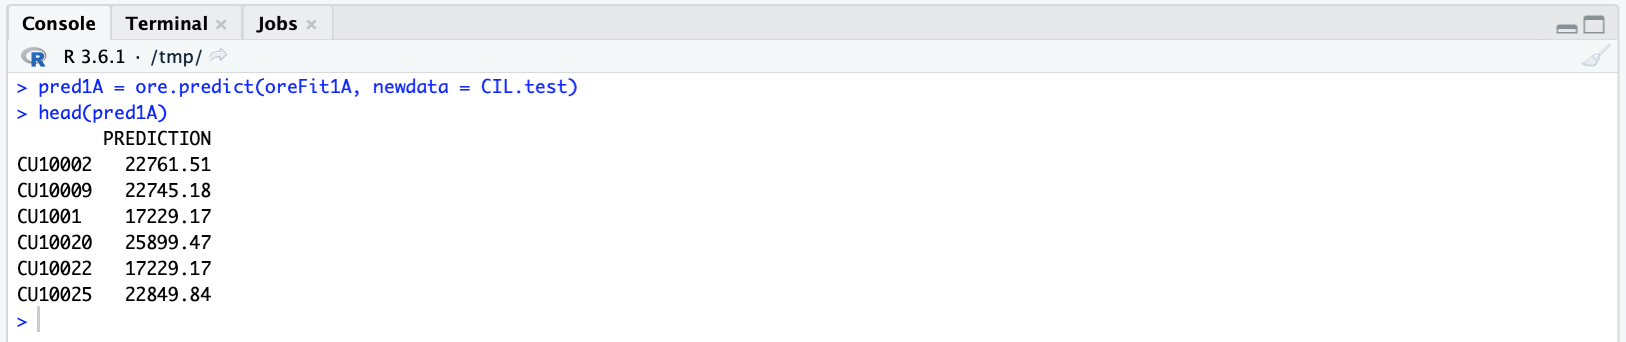 Console Terminal × Jobs ×
R R 3.6.1 · /tmp/
> pred1A = ore.predict(oreFit1A, newdata = CIL.test)
> head(pred1A)
PREDICTION
CU10002 22761.51
CU10009 22745.18
CU1001 17229.17
CU10020 25899.47
CU10022 17229.17
CU10025 22849.84
>